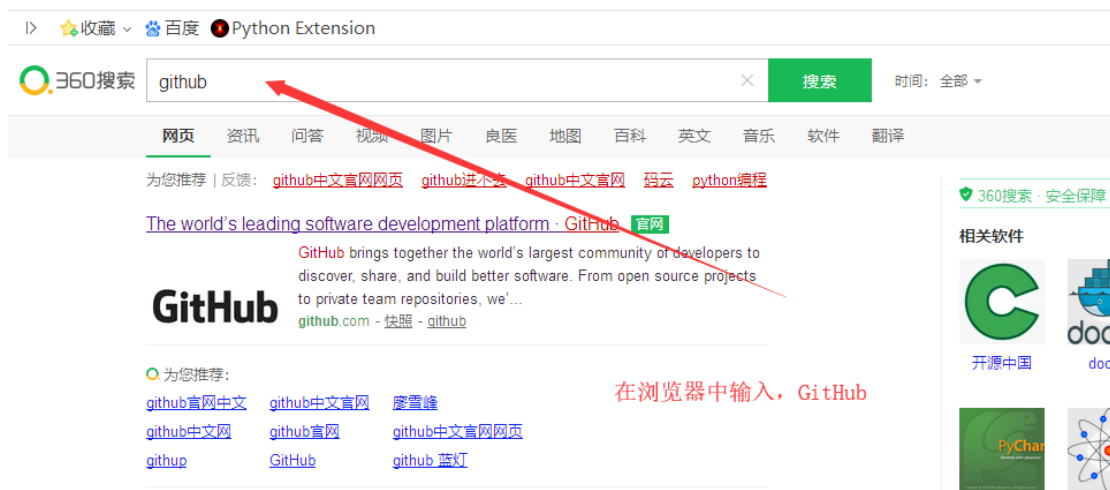 收藏 百度 Python Extension
360搜索 github 搜索 时间： 全部
网页 资讯 问答 视频 图片 良医 地图 百科 英文 音乐 软件 翻译
为您推荐 | 反馈： github中文官网网页 github进不去 github中文官网 码云 python编程
360搜索 · 安全保障
The world's leading software development platform · GitHub 官网
相关软件
GitHub
GitHub brings together the world's largest community of developers to
discover, share, and build better software. From open source projects
to private team repositories, we'...
github.com - 快照 - github
开源中国
为您推荐：
github官网中文 github中文官网 廖雪峰
github中文网 github官网 github中文官网网页
githup GitHub github 蓝灯
在浏览器中输入，GitHub